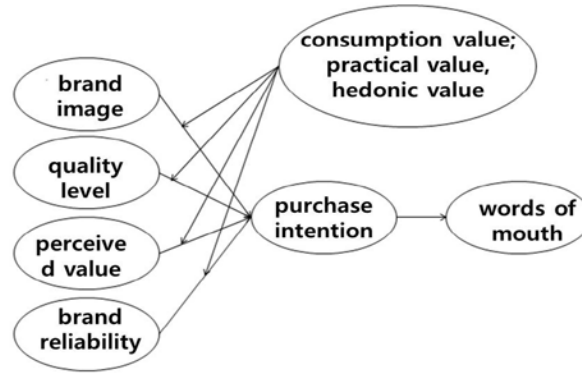 consumption value;
practical value,
hedonic value
brand
image
quality
level
perceive
d value
brand
reliability
purchase
intention
words of
mouth